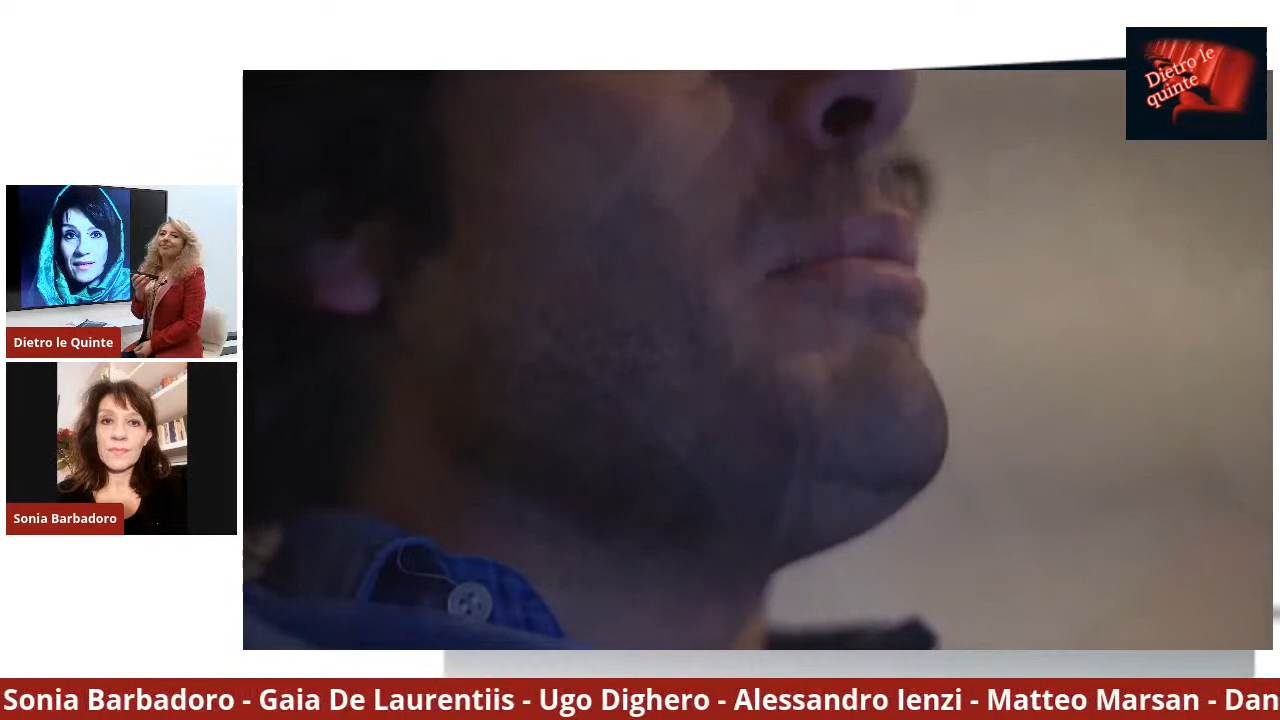 Dietro le
quinte
Dietro le Quinte
Sonia Barbadoro
Sonia Barbadoro - Gaia De Laurentiis - Ugo Dighero - Alessandro Ienzi - Matteo Marsan - Dan